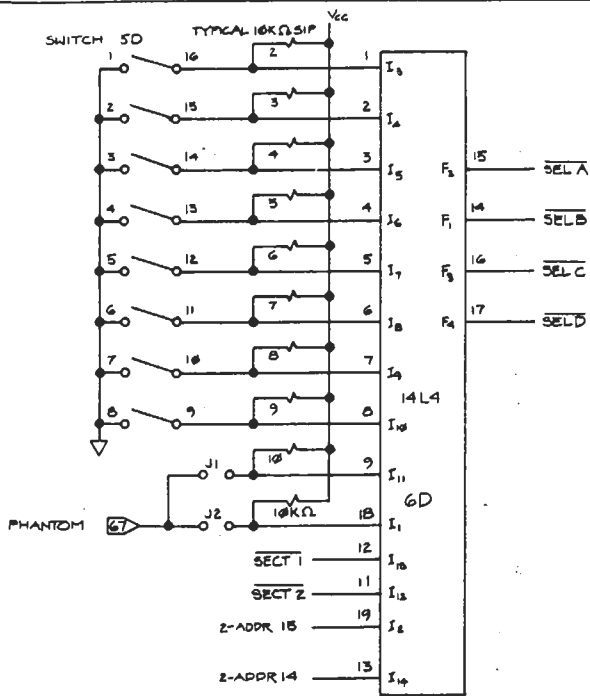 Vcc
SWITCH 5D
TYPICAL 10KΩ SIP
1 16 2 1 I3
2 15 3 2 I4
3 14 4 3 I5 F2 15 SEL A
4 13 5 4 I6 F1 14 SEL B
5 12 6 5 I7 F3 16 SEL C
6 11 7 6 I8 F4 17 SEL D
7 10 8 7 I9
14L4
8 9 9 8 I10
J1 10 9 I11
6D
PHANTOM 67 J2 10KΩ 18 I1
SECT 1 12 I13
SECT 2 11 I12
2-ADDR 15 19 I2
2-ADDR 14 13 I14